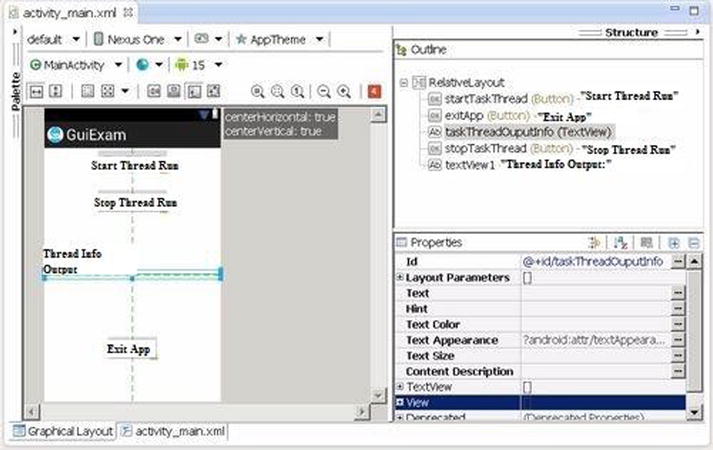 activity_main.xml
Structure
default Nexus One AppTheme
MainActivity 15
Palette
4
centerHorizontal: true
centerVertical: true
GuiExam
Start Thread Run
Stop Thread Run
Thread Info
Output
Exit App
Outline
RelativeLayout
startTaskThread (Button) - "Start Thread Run"
exitApp (Button) - "Exit App"
Ab taskThreadOuputInfo (TextView)
stopTaskThread (Button) - "Stop Thread Run"
Ab textView1 - "Thread Info Output:"
Properties
Id @+id/taskThreadOuputInfo
Layout Parameters []
Text
Hint
Text Color
Text Appearance ?android:attr/textAppeara...
Text Size
Content Description
TextView []
View []
Deprecated (Deprecated Properties)
Graphical Layout activity_main.xml